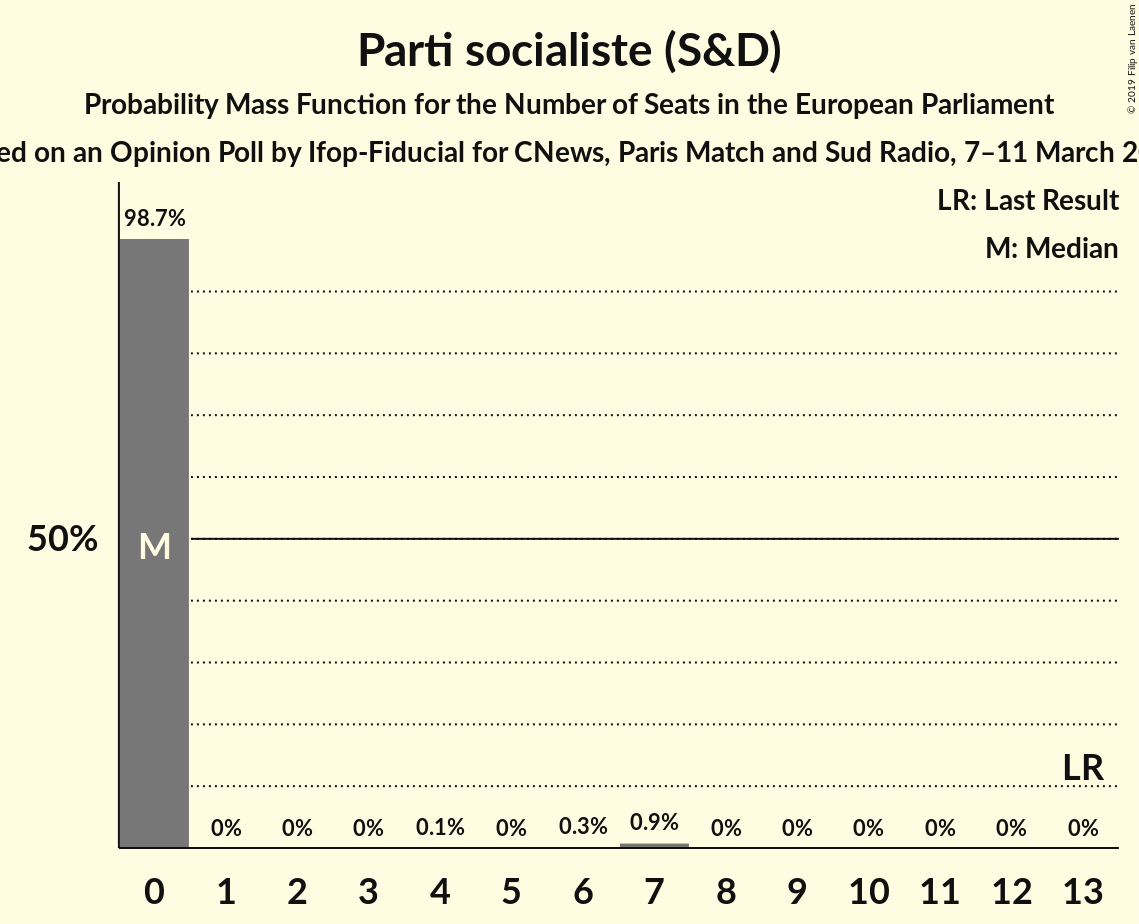 Parti socialiste (S&D)
Probability Mass Function for the Number of Seats in the European Parliament
ed on an Opinion Poll by Ifop-Fiducial for CNews, Paris Match and Sud Radio, 7–11 March 2
© 2019 Filip van Laenen
LR: Last Result
M: Median
98.7%
50%
M
LR
0% 0% 0% 0.1% 0% 0.3% 0.9% 0% 0% 0% 0% 0% 0%
0 1 2 3 4 5 6 7 8 9 10 11 12 13